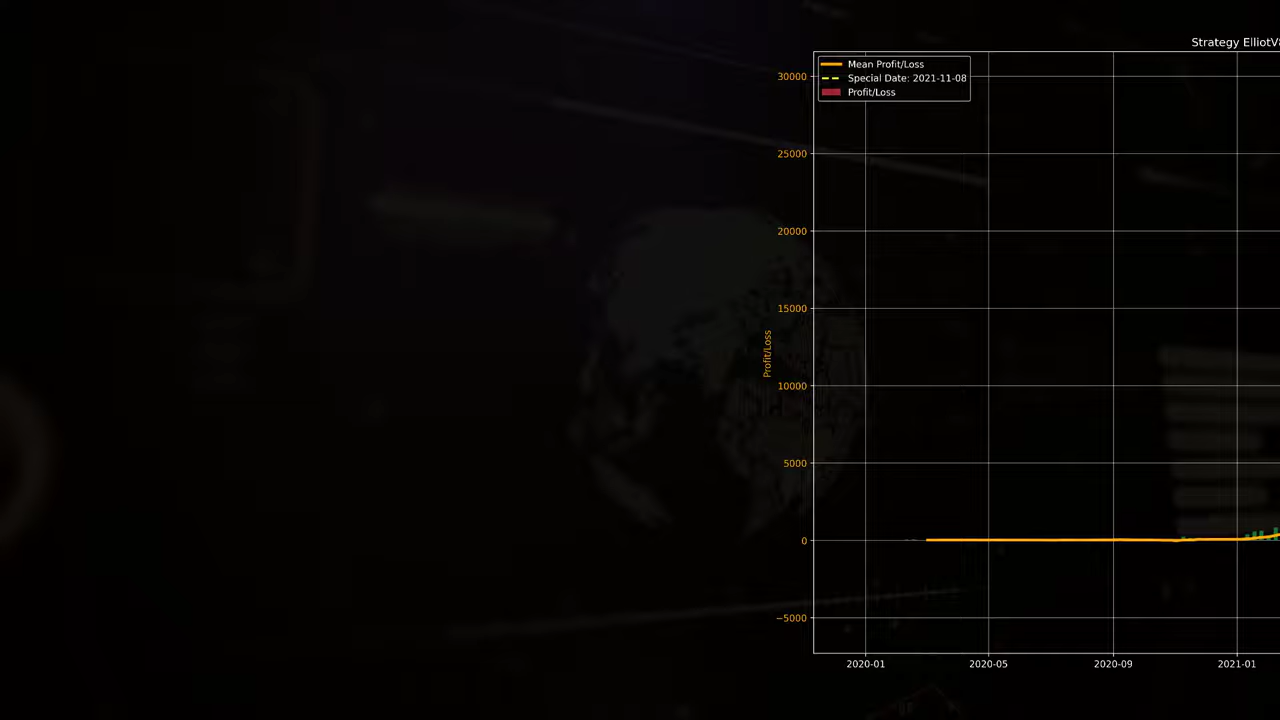 Strategy ElliotV8
Mean Profit/Loss
Special Date: 2021-11-08
Profit/Loss
30000
25000
20000
15000
10000
5000
0
−5000
Profit/Loss
2020-01
2020-05
2020-09
2021-01